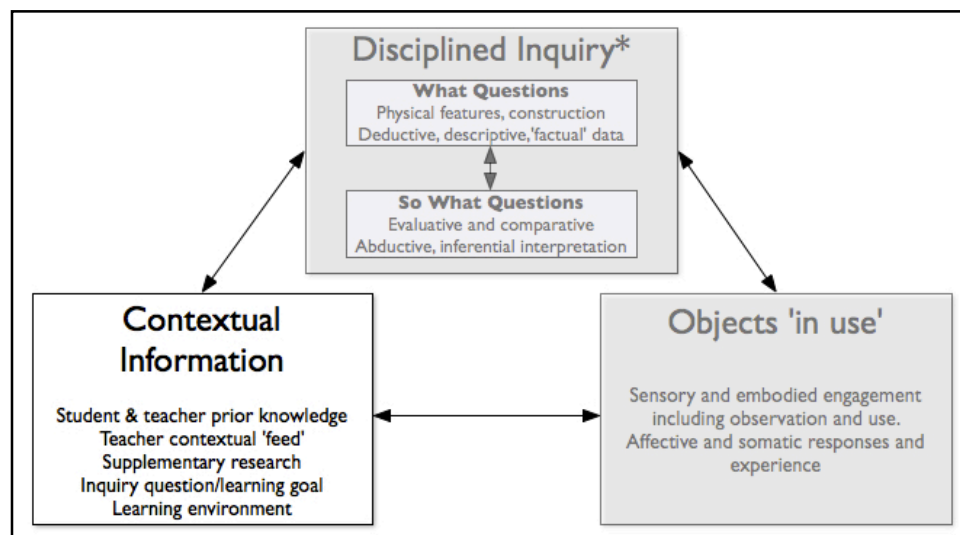 Disciplined Inquiry*
What Questions
Physical features, construction
Deductive, descriptive,'factual' data
So What Questions
Evaluative and comparative
Abductive, inferential interpretation
Contextual
Information
Student & teacher prior knowledge
Teacher contextual 'feed'
Supplementary research
Inquiry question/learning goal
Learning environment
Objects 'in use'
Sensory and embodied engagement
including observation and use.
Affective and somatic responses and
experience